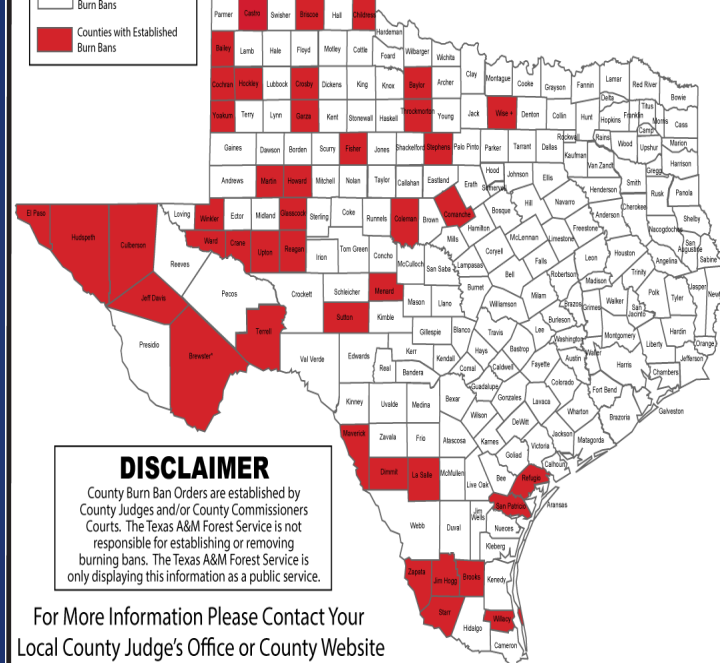 Burn Bans
Counties with Established
Burn Bans
Parmer Castro Swisher Briscoe Hall Childress
Hardeman
Bailey Lamb Hale Floyd Motley Cottle Foard Wilbarger Wichita
Clay Montague Cooke Grayson Fannin Lamar Red River Bowie
Cochran Hockley Lubbock Crosby Dickens King Knox Baylor Archer
Delta Titus Franklin Morris Cass
Yoakum Terry Lynn Garza Kent Stonewall Haskell Throckmorton Young Jack Wise + Denton Collin Hunt Hopkins Camp
Rockwall Rains Wood Upshur Marion
Gaines Dawson Borden Scurry Fisher Jones Shackelford Stephens Palo Pinto Parker Tarrant Dallas Kaufman Van Zandt Harrison
Gregg
Andrews Martin Howard Mitchell Nolan Taylor Callahan Eastland Erath Hood Somervell Johnson Ellis Henderson Smith Rusk Panola
El Paso Hudspeth Culberson Loving Winkler Ector Midland Glasscock Sterling Coke Runnels Coleman Brown Comanche Bosque Hill Navarro Anderson Cherokee Shelby
Hamilton McLennan Limestone Freestone Nacogdoches San Augustine
Ward Crane Upton Reagan Irion Tom Green Concho McCulloch San Saba Mills Lampasas Coryell Bell Falls Robertson Leon Houston Angelina Sabine
Reeves Pecos Crockett Schleicher Menard Mason Llano Burnet Williamson Milam Brazos Madison Grimes Walker Trinity Polk Tyler Jasper
Jeff Davis Sutton Kimble Gillespie Blanco Travis Lee Burleson Washington Montgomery San Jacinto Liberty Hardin Orange
Presidio Brewster* Terrell Val Verde Edwards Kerr Kendall Hays Bastrop Fayette Austin Waller Harris Chambers Jefferson
Real Bandera Comal Caldwell Colorado Fort Bend
Kinney Uvalde Medina Bexar Guadalupe Gonzales Lavaca Wharton Brazoria Galveston
Wilson DeWitt Jackson Matagorda
Maverick Zavala Frio Atascosa Karnes Goliad Victoria Calhoun
Dimmit La Salle McMullen Live Oak Bee Refugio
San Patricio Aransas
Webb Duval Jim Wells Nueces
Kleberg
Zapata Jim Hogg Brooks Kenedy
Starr Hidalgo Willacy
Cameron
DISCLAIMER
County Burn Ban Orders are established by
County Judges and/or County Commissioners
Courts. The Texas A&M Forest Service is not
responsible for establishing or removing
burning bans. The Texas A&M Forest Service is
only displaying this information as a public service.
For More Information Please Contact Your
Local County Judge's Office or County Website